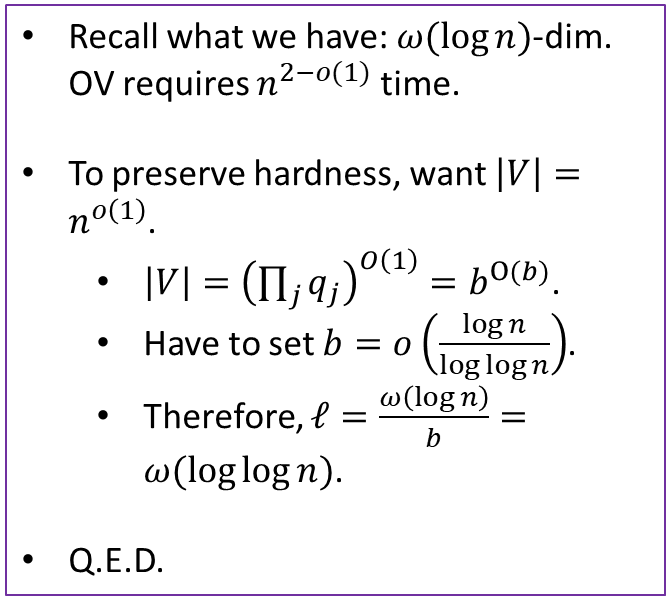 • Recall what we have: ω(log n)-dim.
OV requires n^{2−o(1)} time.
• To preserve hardness, want |V| =
n^{o(1)}.
• |V| = (∏_j q_j)^{O(1)} = b^{O(b)}.
• Have to set b = o(log n / log log n).
• Therefore, ℓ = ω(log n) / b =
ω(log log n).
• Q.E.D.